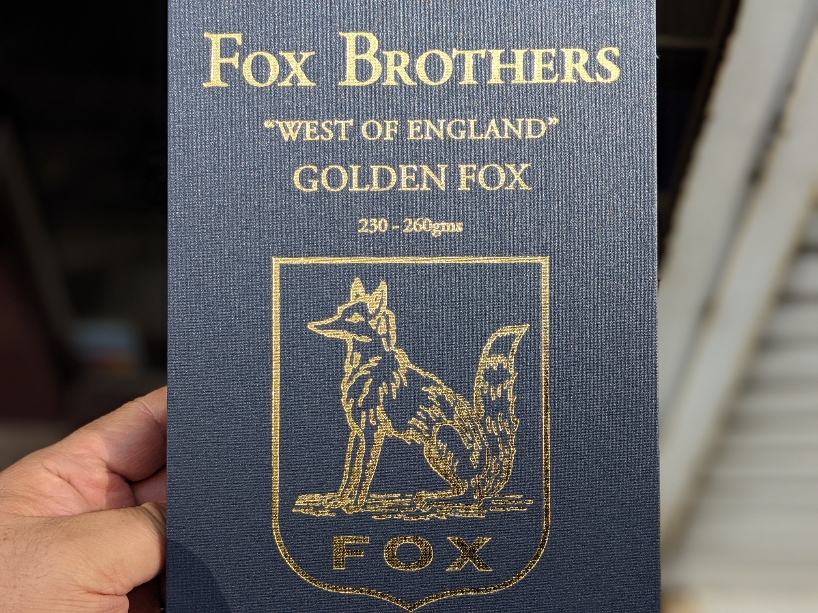 FOX BROTHERS
“WEST OF ENGLAND”
GOLDEN FOX
230 - 260gms
FOX